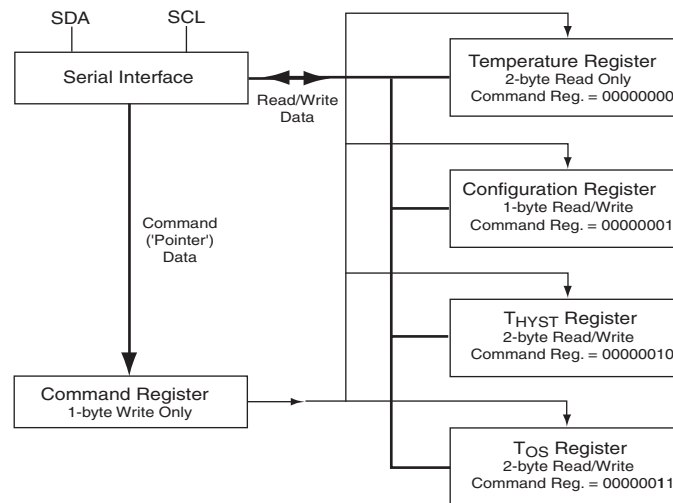 SDA
SCL
Serial Interface
Read/Write
Data
Command
('Pointer')
Data
Command Register
1-byte Write Only
Temperature Register
2-byte Read Only
Command Reg. = 00000000
Configuration Register
1-byte Read/Write
Command Reg. = 00000001
THYST Register
2-byte Read/Write
Command Reg. = 00000010
TOS Register
2-byte Read/Write
Command Reg. = 00000011